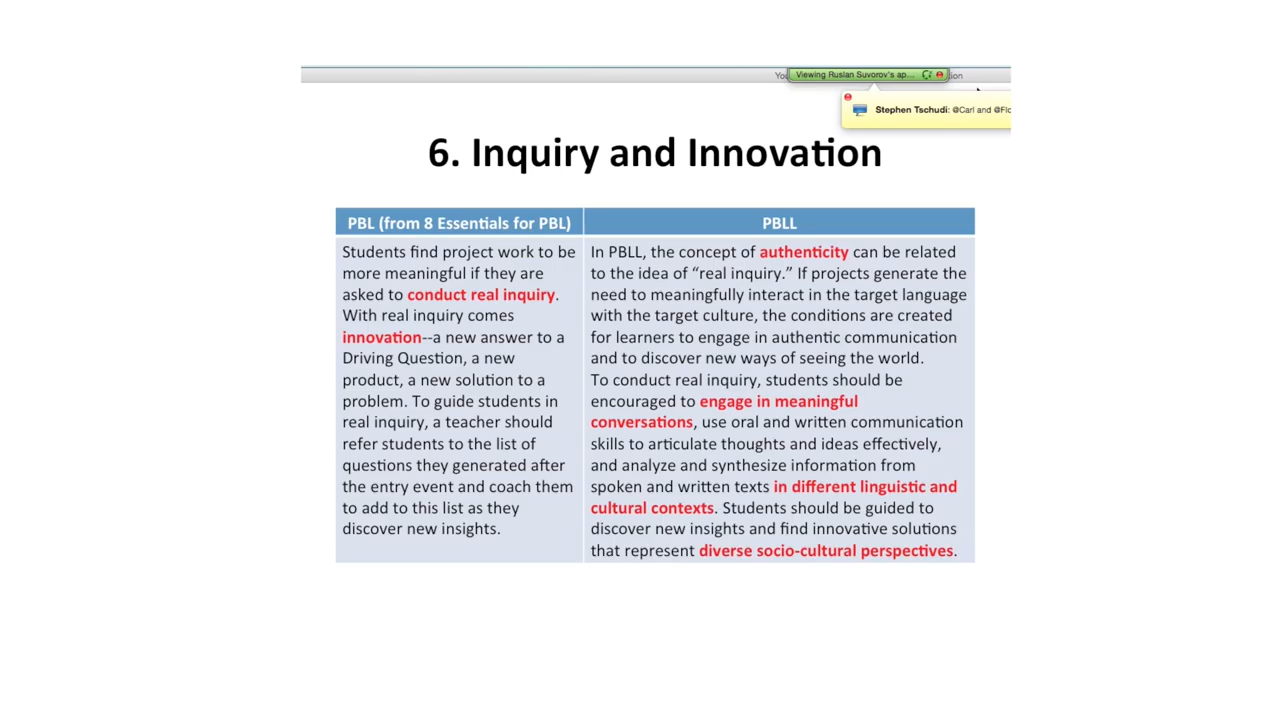 You
Viewing Ruslan Suvorov's ap...
ion
Stephen Tschudi: @Carl and @Flo
6. Inquiry and Innovation
PBL (from 8 Essentials for PBL)
Students find project work to be
more meaningful if they are
asked to conduct real inquiry.
With real inquiry comes
innovation--a new answer to a
Driving Question, a new
product, a new solution to a
problem. To guide students in
real inquiry, a teacher should
refer students to the list of
questions they generated after
the entry event and coach them
to add to this list as they
discover new insights.
PBLL
In PBLL, the concept of authenticity can be related
to the idea of “real inquiry.” If projects generate the
need to meaningfully interact in the target language
with the target culture, the conditions are created
for learners to engage in authentic communication
and to discover new ways of seeing the world.
To conduct real inquiry, students should be
encouraged to engage in meaningful
conversations, use oral and written communication
skills to articulate thoughts and ideas effectively,
and analyze and synthesize information from
spoken and written texts in different linguistic and
cultural contexts. Students should be guided to
discover new insights and find innovative solutions
that represent diverse socio-cultural perspectives.